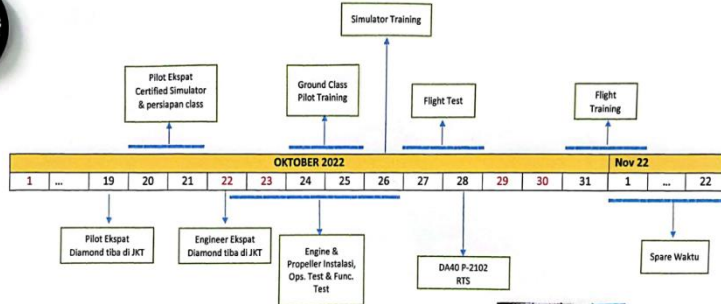 Simulator Training
Pilot Ekspat
Certified Simulator
& persiapan class
Ground Class
Pilot Training
Flight Test
Flight
Training
OKTOBER 2022 Nov 22
1 ... 19 20 21 22 23 24 25 26 27 28 29 30 31 1 ... 22
Pilot Ekspat
Diamond tiba di JKT
Engineer Ekspat
Diamond tiba di JKT
Engine &
Propeller Instalasi,
Ops. Test & Func.
Test
DA40 P-2102
RTS
Spare Waktu